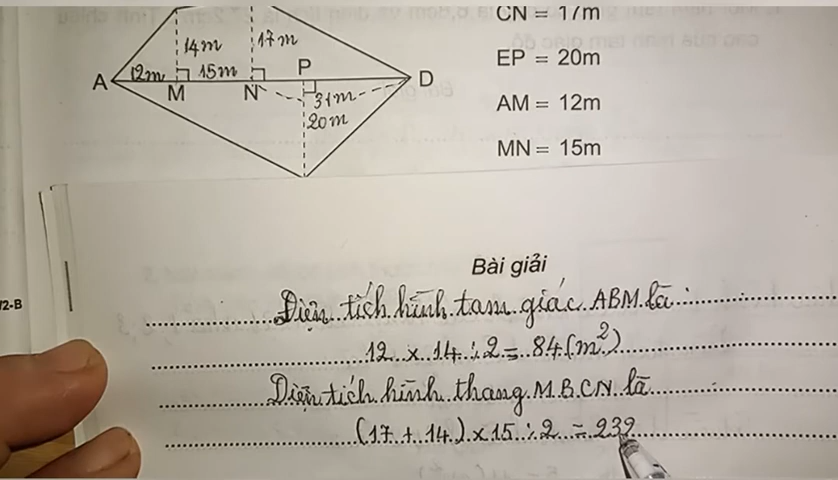 CN = 17m
14m
17m
EP = 20m
A
12m
15m
P
D
M
N
31m
AM = 12m
20m
MN = 15m
Bài giải
2-B
Diện tích hình tam giác ABM là:
12 x 14 : 2 = 84 (m²)
Diện tích hình thang MBCN là
(17 + 14) x 15 : 2 = 232